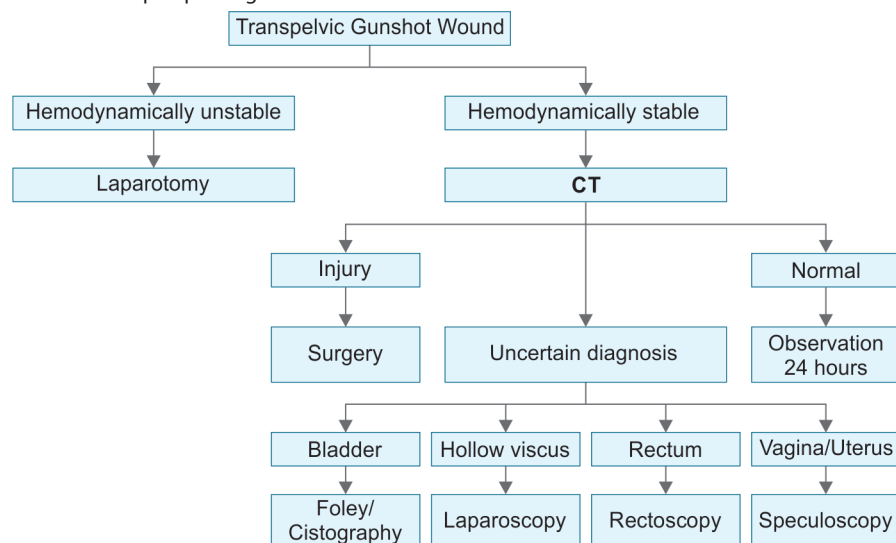 Transpelvic Gunshot Wound
Hemodynamically unstable
Hemodynamically stable
Laparotomy
CT
Injury
Normal
Surgery
Uncertain diagnosis
Observation
24 hours
Bladder
Hollow viscus
Rectum
Vagina/Uterus
Foley/
Cistography
Laparoscopy
Rectoscopy
Speculoscopy